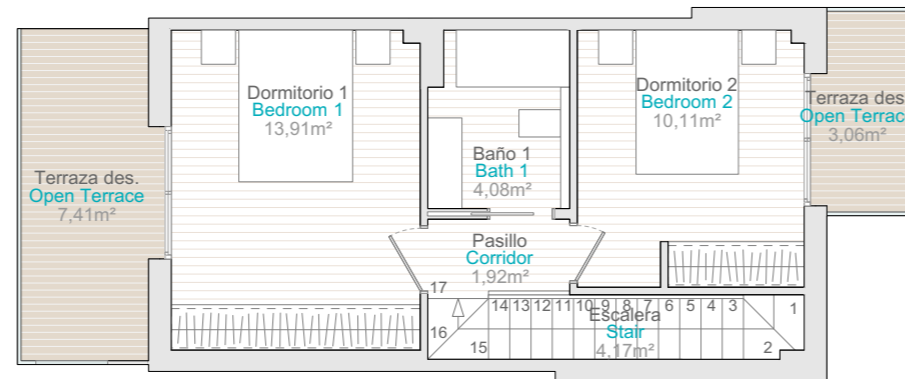 Dormitorio 1
Bedroom 1
13,91m²
Dormitorio 2
Bedroom 2
10,11m²
Terraza des.
Open Terrace
3,06m²
Baño 1
Bath 1
4,08m²
Terraza des.
Open Terrace
7,41m²
Pasillo
Corridor
1,92m²
17
16
15
14 13 12 11 10 9 8 7 6 5 4 3
2
1
Escalera
Stair
4,17m²